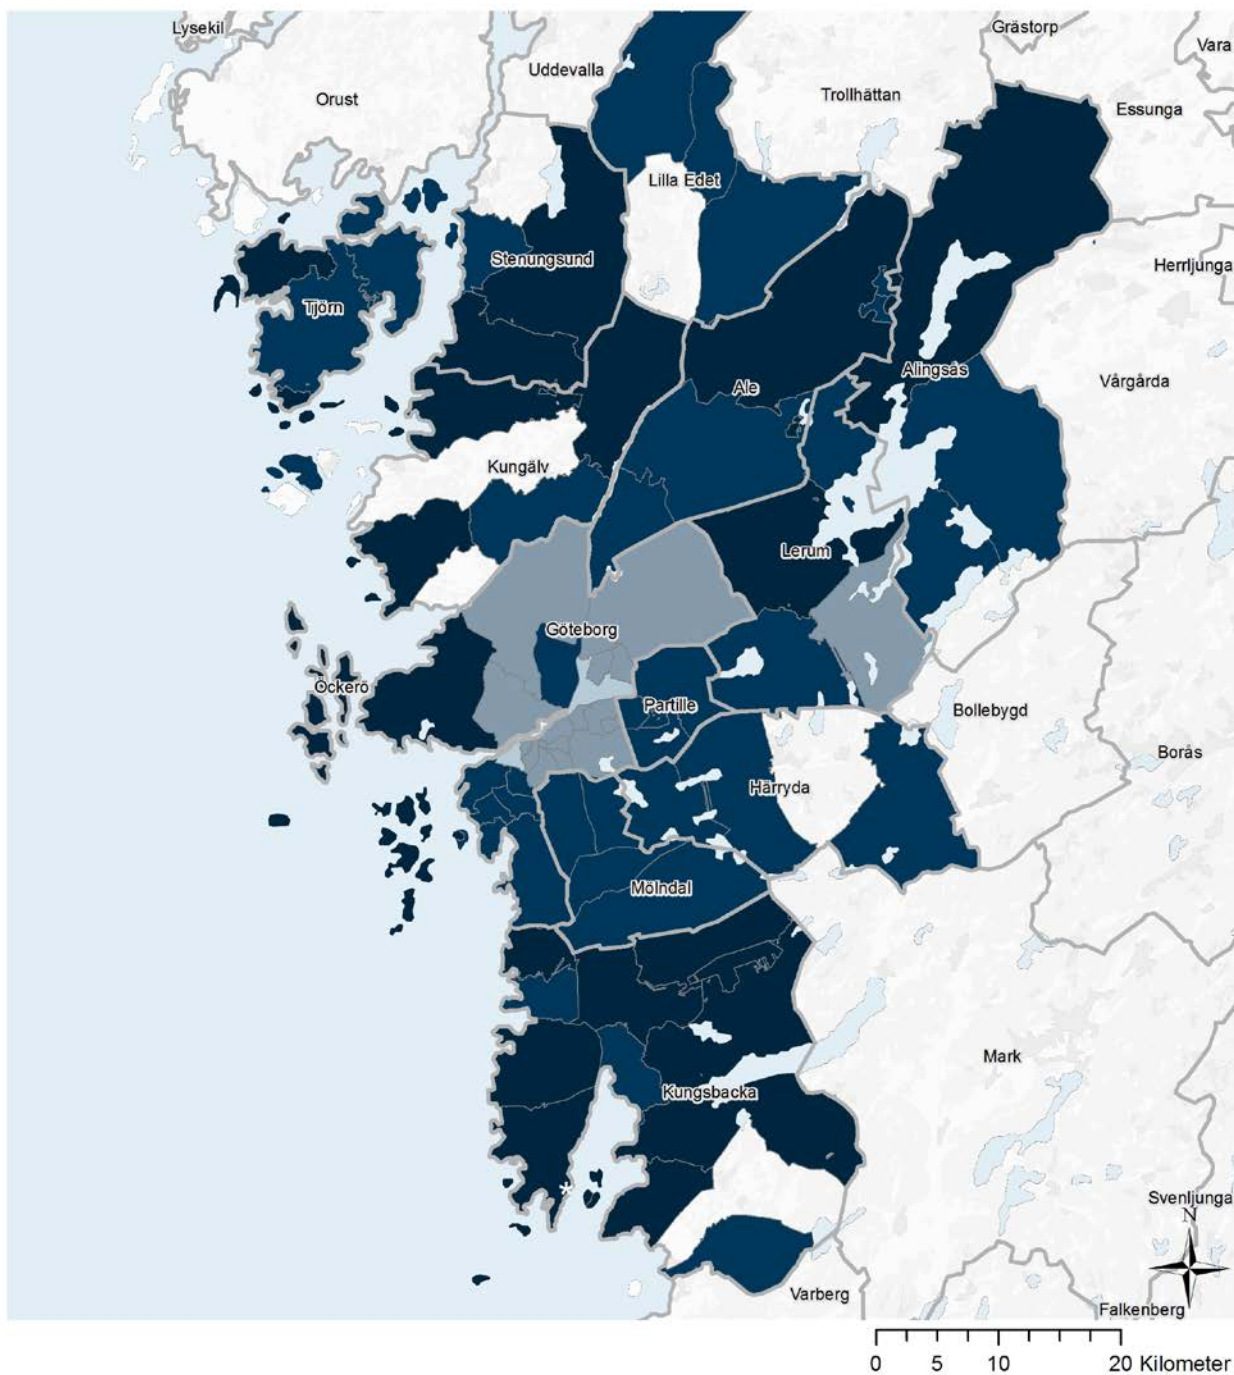 Lysekil
Grästorp
Vara
Uddevalla
Trollhättan
Orust
Essunga
Lilla Edet
Stenungsund
Herrljunga
Tjörn
Alingsås
Vårgårda
Ale
Kungälv
Lerum
Göteborg
Öckerö
Partille
Bollebygd
Borås
Härryda
Mölndal
Mark
Kungsbacka
*
Svenljunga
N
Varberg
Falkenberg
0 5 10 20 Kilometer